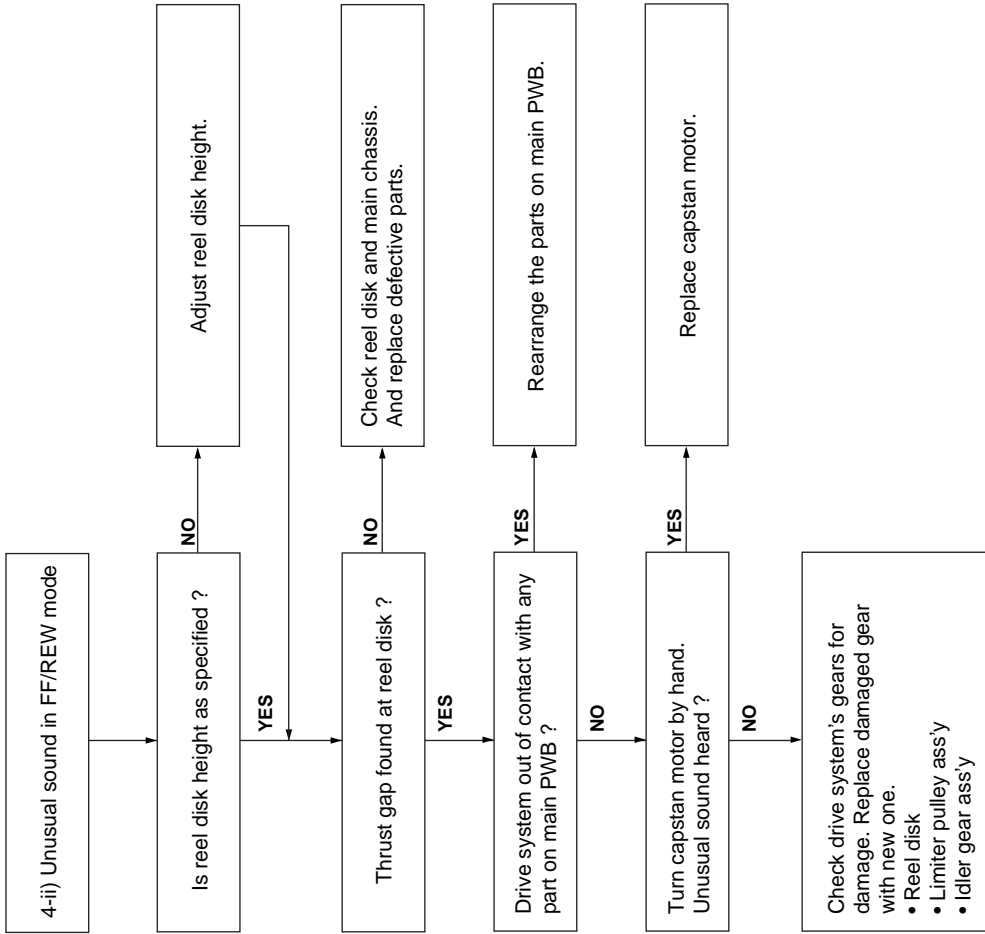 4-ii) Unusual sound in FF/REW mode
Is reel disk height as specified ?
NO
Adjust reel disk height.
YES
Thrust gap found at reel disk ?
NO
Check reel disk and main chassis.
And replace defective parts.
YES
Drive system out of contact with any
part on main PWB ?
YES
Rearrange the parts on main PWB.
NO
Turn capstan motor by hand.
Unusual sound heard ?
YES
Replace capstan motor.
NO
Check drive system's gears for
damage. Replace damaged gear
with new one.
• Reel disk
• Limiter pulley ass'y
• Idler gear ass'y